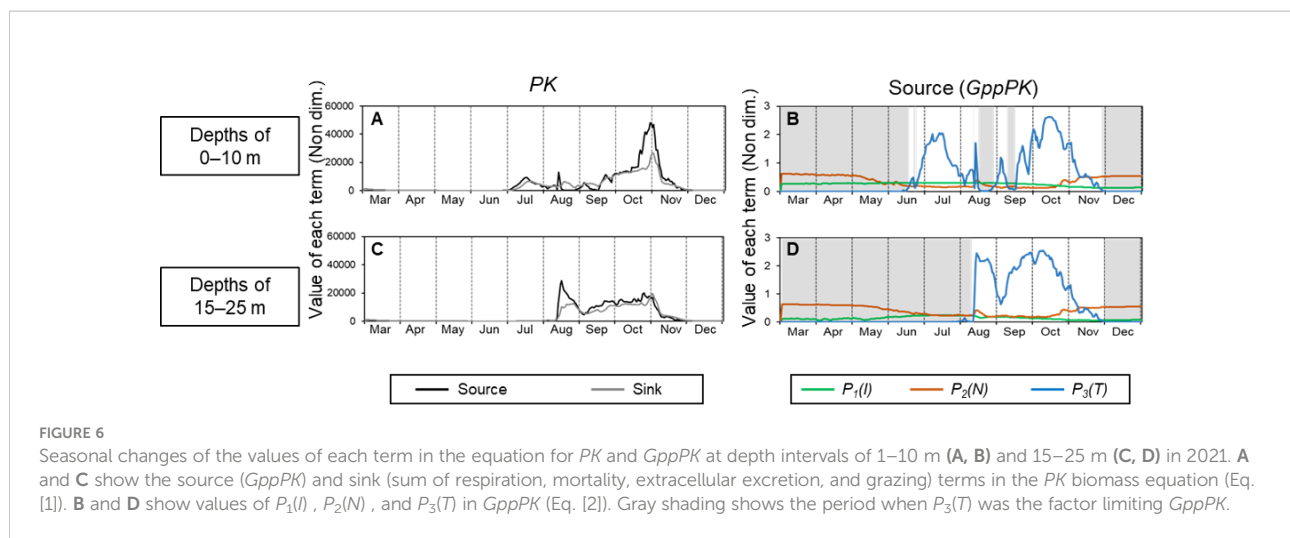 PK
Source (GppPK)
Depths of
0–10 m
Depths of
15–25 m
Value of each term (Non dim.)
60000
40000
20000
0
A
Mar Apr May Jun Jul Aug Sep Oct Nov Dec
60000
40000
20000
0
C
Mar Apr May Jun Jul Aug Sep Oct Nov Dec
Value of each term (Non dim.)
3
2
1
0
B
Mar Apr May Jun Jul Aug Sep Oct Nov Dec
3
2
1
0
D
Mar Apr May Jun Jul Aug Sep Oct Nov Dec
Source Sink
P₁(I) P₂(N) P₃(T)
FIGURE 6
Seasonal changes of the values of each term in the equation for PK and GppPK at depth intervals of 1–10 m (A, B) and 15–25 m (C, D) in 2021. A
and C show the source (GppPK) and sink (sum of respiration, mortality, extracellular excretion, and grazing) terms in the PK biomass equation (Eq.
[1]). B and D show values of P₁(I) , P₂(N) , and P₃(T) in GppPK (Eq. [2]). Gray shading shows the period when P₃(T) was the factor limiting GppPK.